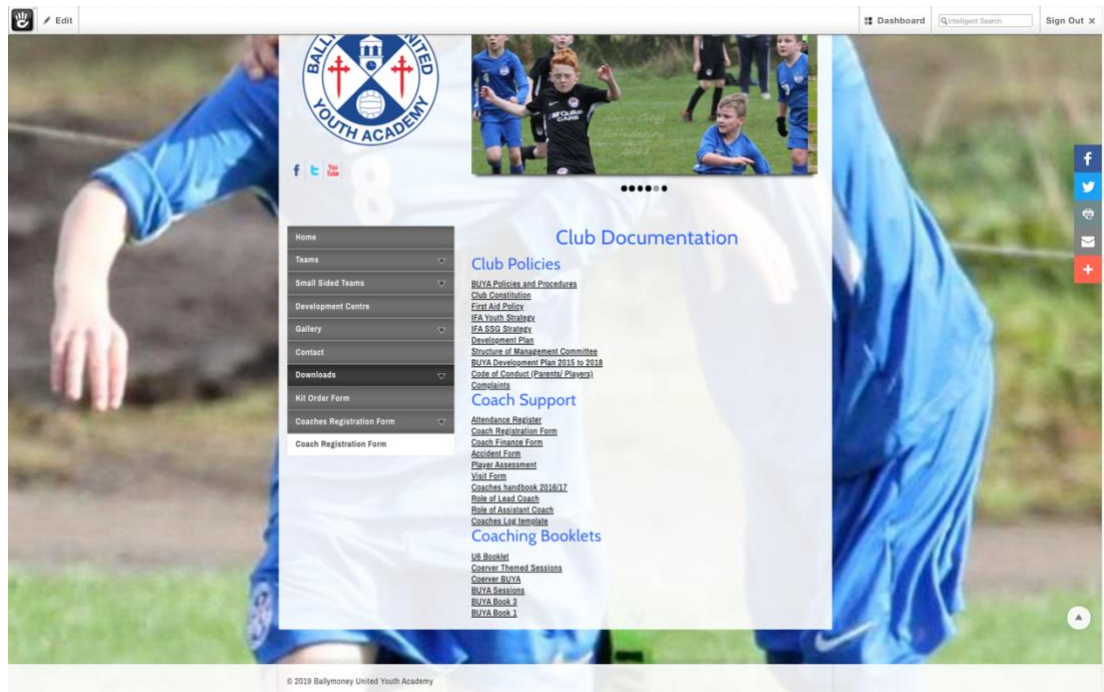 Edit
Dashboard
Intelligent Search
Sign Out ×
BALLYMONEY UNITED
YOUTH ACADEMY
f
You
Tube
Club Documentation
Home
Teams
Small Sided Teams
Development Centre
Gallery
Contact
Downloads
Kit Order Form
Coaches Registration Form
Coach Registration Form
Club Policies
BUYA Policies and Procedures
Club Constitution
First Aid Policy
IFA Youth Strategy
IFA SSG Strategy
Development Plan
Structure of Management Committee
BUYA Development Plan 2015 to 2018
Code of Conduct (Parents/ Players)
Complaints
Coach Support
Attendance Register
Coach Registration Form
Coach Finance Form
Accident Form
Player Assessment
Visit Form
Coaches handbook 2016/17
Role of Lead Coach
Role of Assistant Coach
Coaches Log template
Coaching Booklets
U6 Booklet
Coerver Themed Sessions
Coerver BUYA
BUYA Sessions
BUYA Book 3
BUYA Book 1
© 2019 Ballymoney United Youth Academy